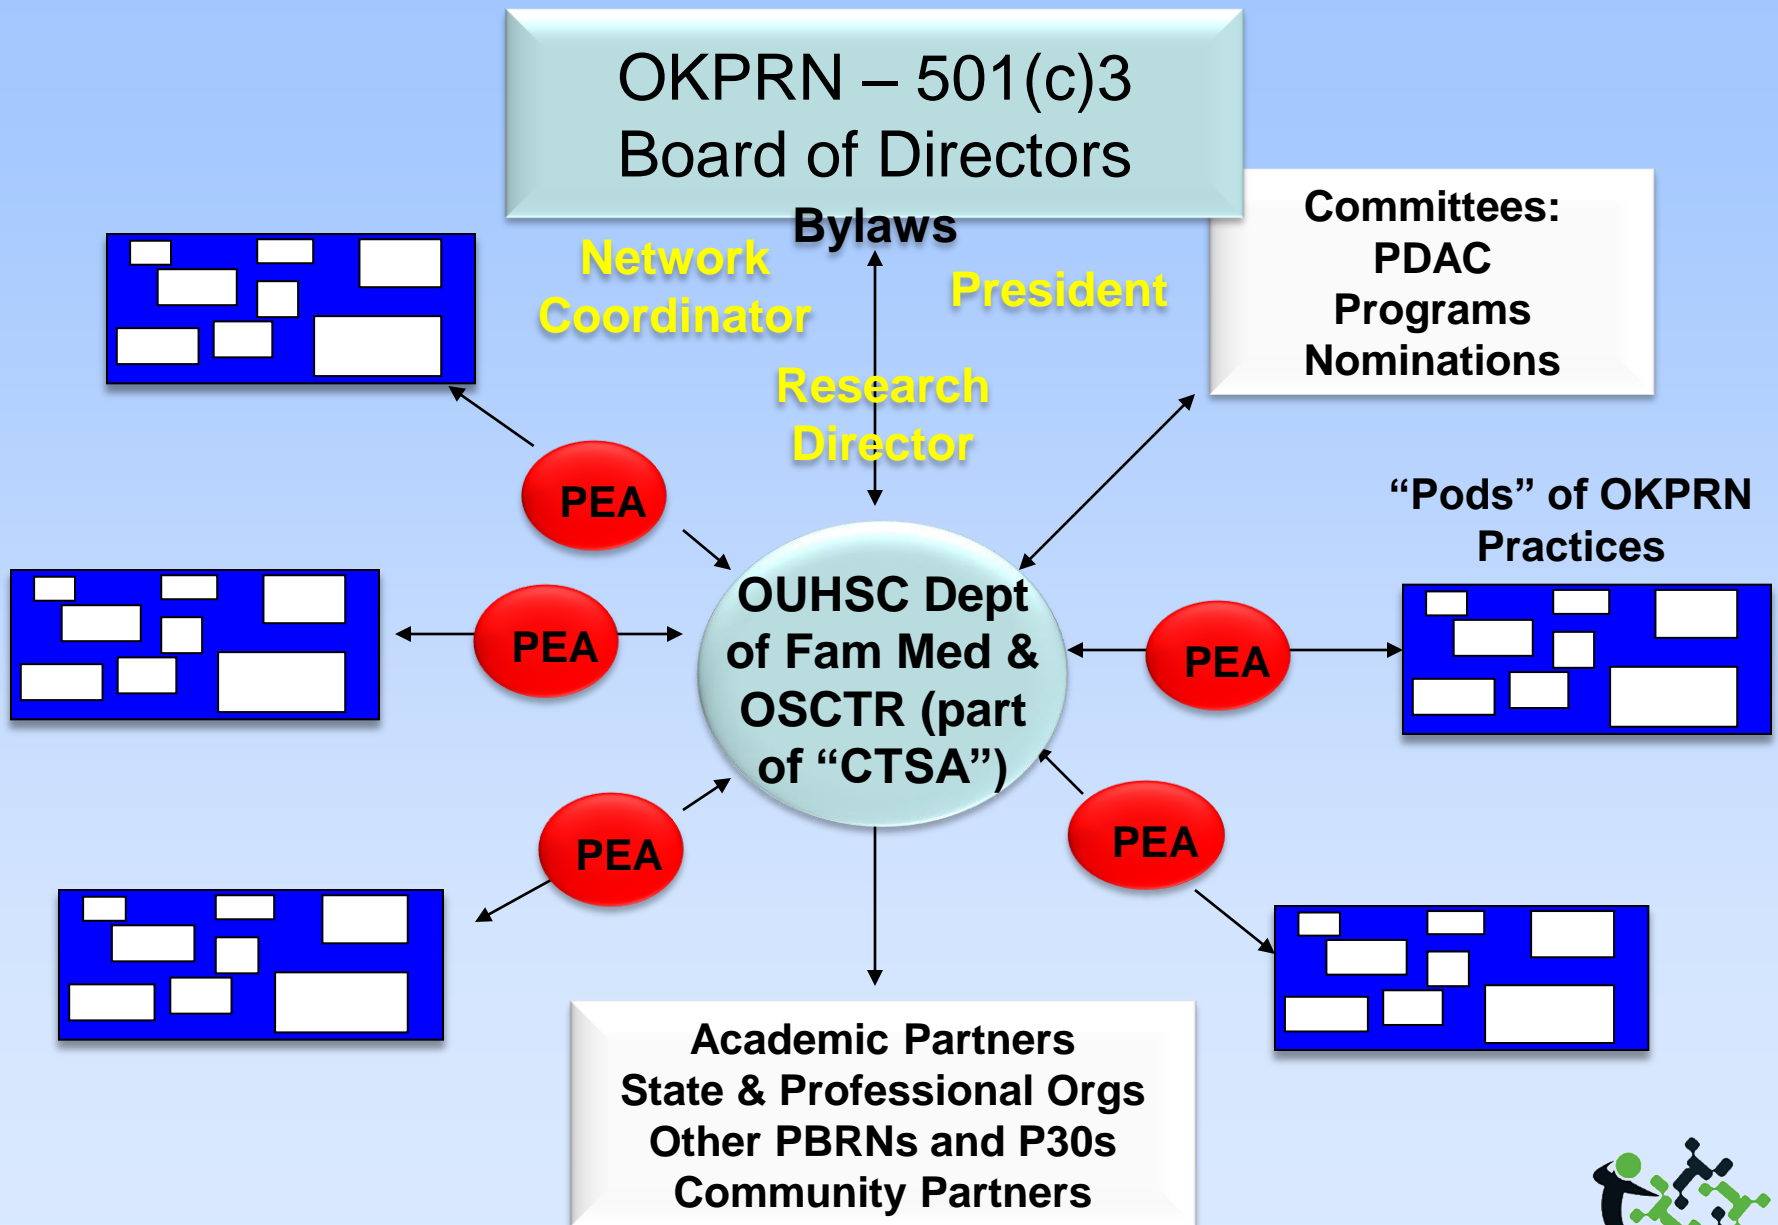 OKPRN – 501(c)3
Board of Directors
Bylaws
Network
Coordinator
President
Research
Director
Committees:
PDAC
Programs
Nominations
PEA
“Pods” of OKPRN
Practices
PEA
OUHSC Dept
of Fam Med &
OSCTR (part
of “CTSA”)
PEA
PEA
PEA
Academic Partners
State & Professional Orgs
Other PBRNs and P30s
Community Partners